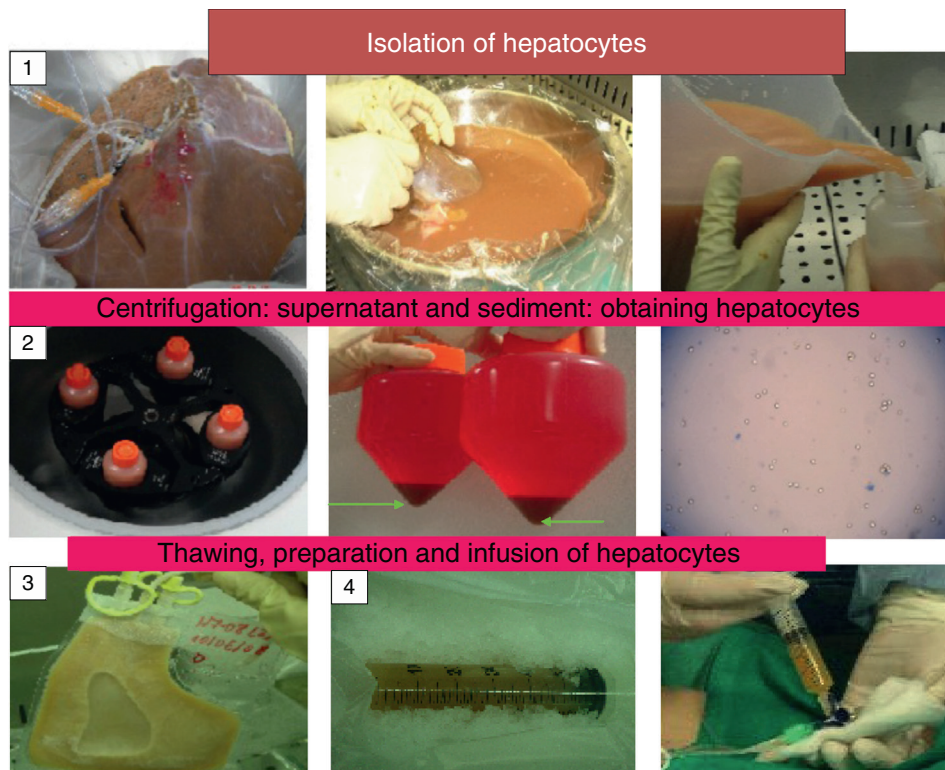 Isolation of hepatocytes
1
Centrifugation: supernatant and sediment: obtaining hepatocytes
2
Thawing, preparation and infusion of hepatocytes
3
4